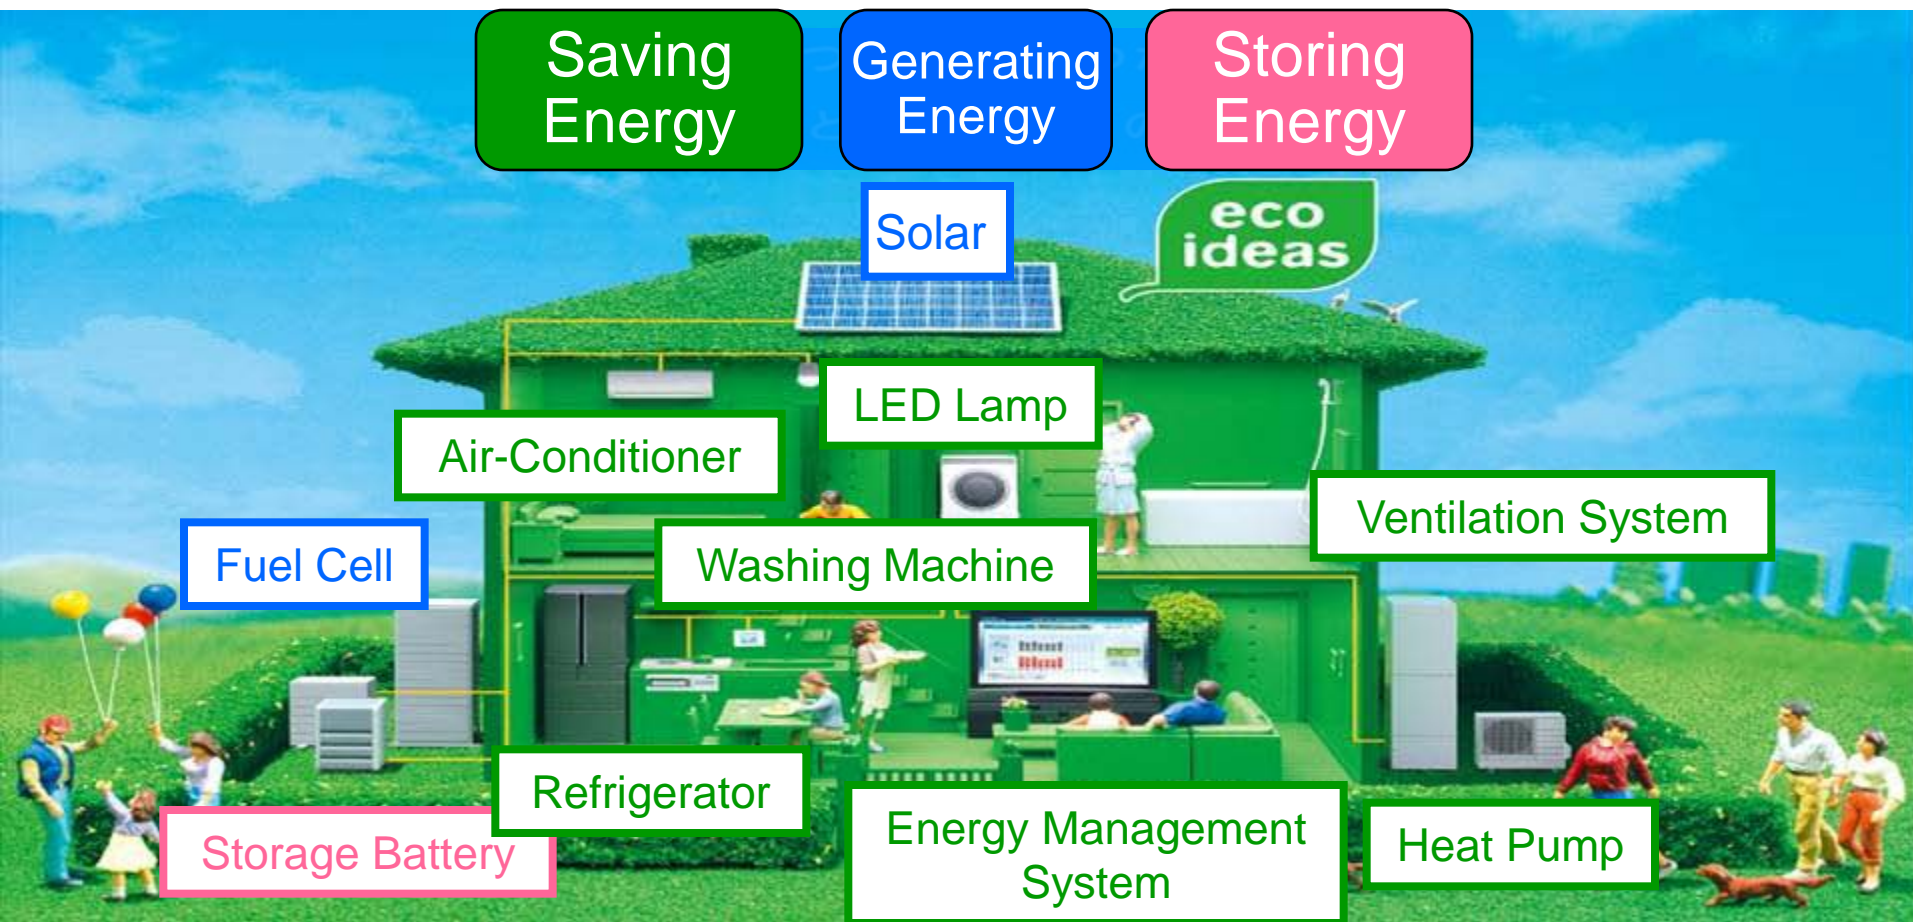 Saving
Energy
Generating
Energy
Storing
Energy
Solar
eco
ideas
LED Lamp
Air-Conditioner
Ventilation System
Fuel Cell
Washing Machine
Refrigerator
Storage Battery
Energy Management
System
Heat Pump